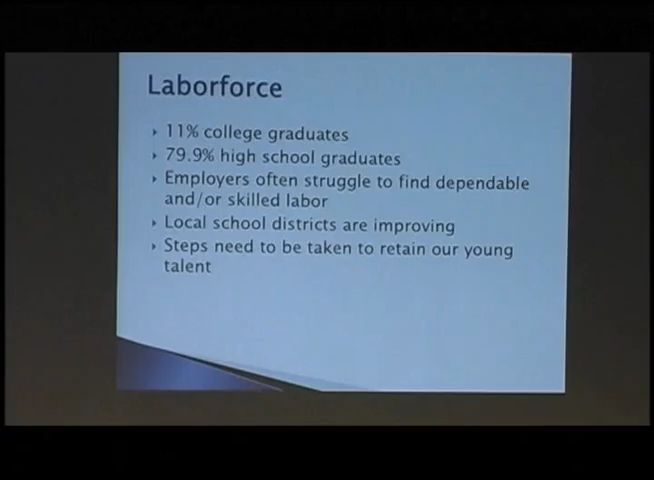 Laborforce
11% college graduates
79.9% high school graduates
Employers often struggle to find dependable
and/or skilled labor
Local school districts are improving
Steps need to be taken to retain our young
talent